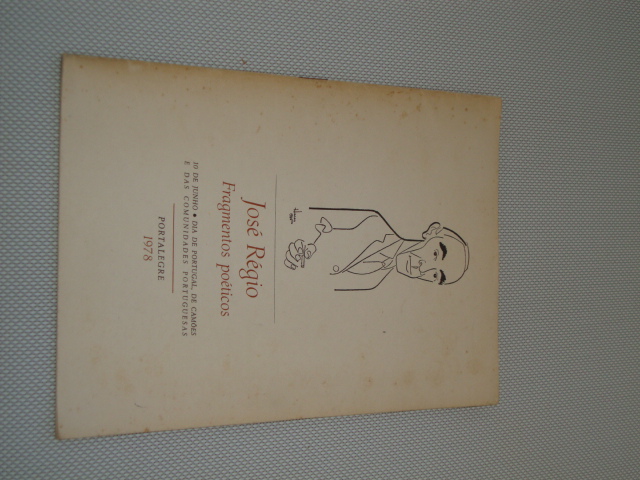 José Régio
Fragmentos poéticos
10 DE JUNHO • DIA DE PORTUGAL, DE CAMÕES
E DAS COMUNIDADES PORTUGUESAS
PORTALEGRE
1978